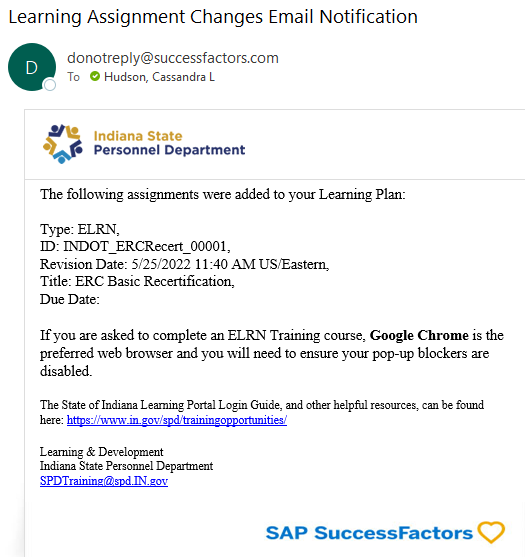 Learning Assignment Changes Email Notification
D
donotreply@successfactors.com
To Hudson, Cassandra L
Indiana State
Personnel Department
The following assignments were added to your Learning Plan:
Type: ELRN,
ID: INDOT_ERCRecert_00001,
Revision Date: 5/25/2022 11:40 AM US/Eastern,
Title: ERC Basic Recertification,
Due Date:
If you are asked to complete an ELRN Training course, Google Chrome is the
preferred web browser and you will need to ensure your pop-up blockers are
disabled.
The State of Indiana Learning Portal Login Guide, and other helpful resources, can be found
here: https://www.in.gov/spd/trainingopportunities/
Learning & Development
Indiana State Personnel Department
SPDTraining@spd.IN.gov
SAP SuccessFactors